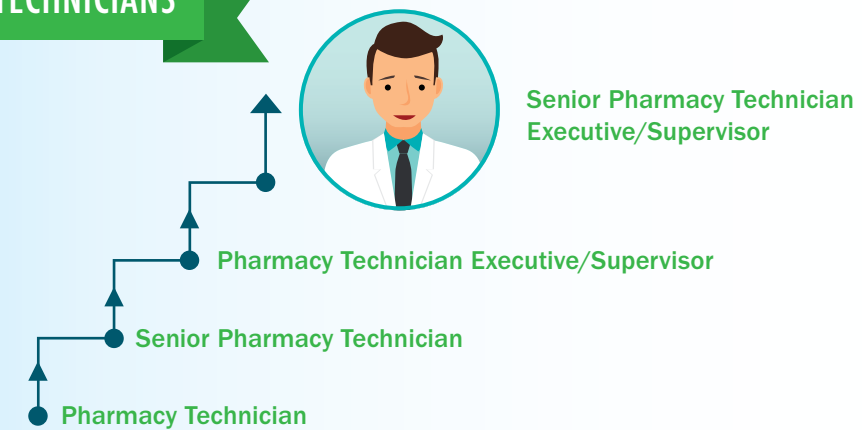 TECHNICIANS
Senior Pharmacy Technician
Executive/Supervisor
Pharmacy Technician Executive/Supervisor
Senior Pharmacy Technician
Pharmacy Technician